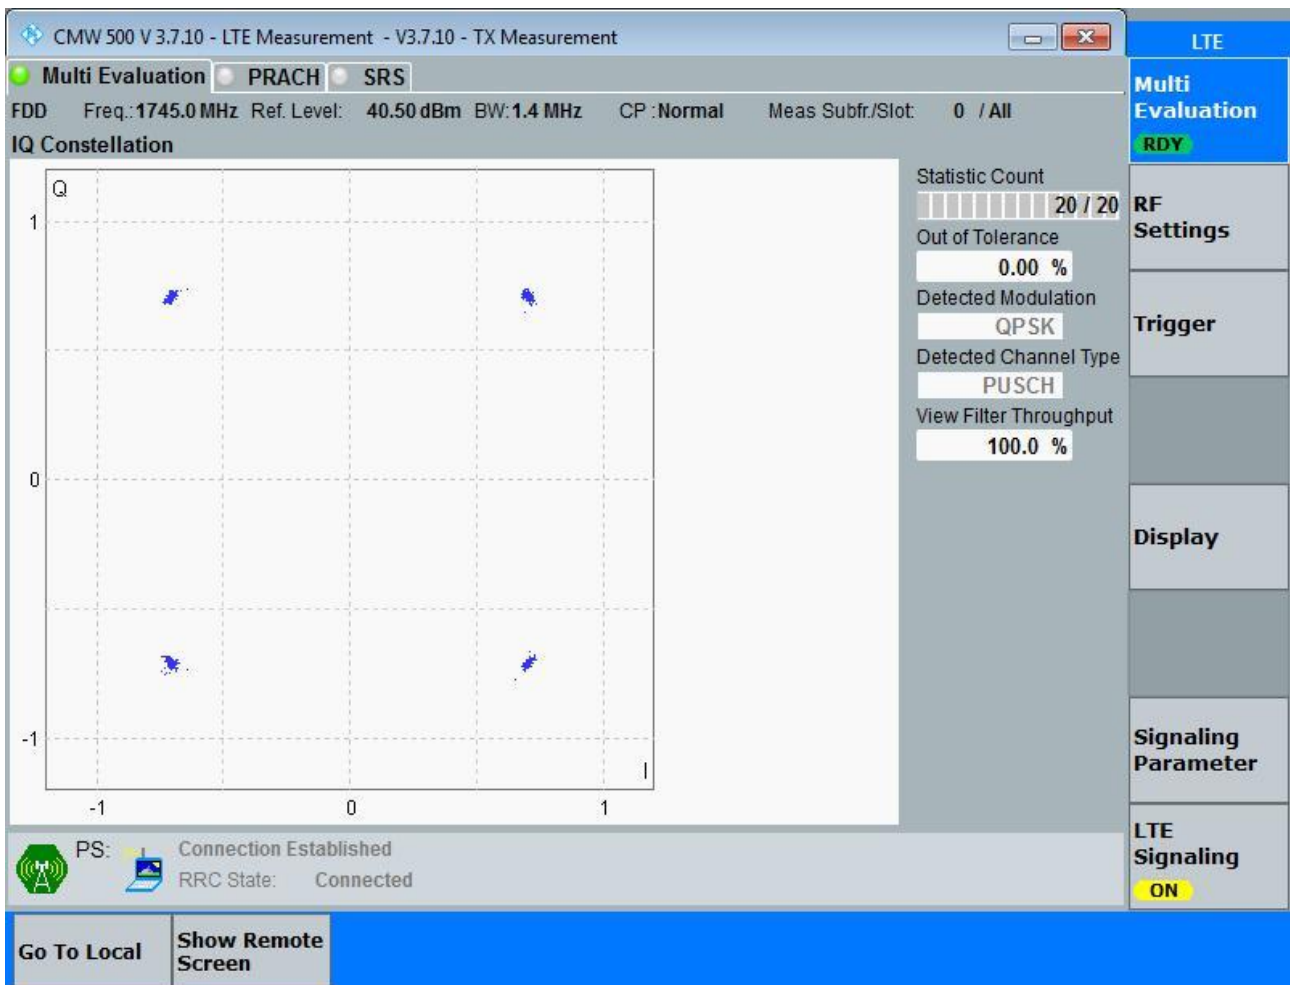 CMW 500 V 3.7.10 - LTE Measurement - V3.7.10 - TX Measurement
LTE
Multi Evaluation PRACH SRS
FDD Freq.:1745.0 MHz Ref. Level: 40.50 dBm BW:1.4 MHz CP :Normal Meas Subfr./Slot: 0 / All
IQ Constellation
Q
1
0
-1
I
-1 0 1
Statistic Count
20 / 20
Out of Tolerance
0.00 %
Detected Modulation
QPSK
Detected Channel Type
PUSCH
View Filter Throughput
100.0 %
Multi
Evaluation
RDY
RF
Settings
Trigger
Display
Signaling
Parameter
LTE
Signaling
ON
PS: Connection Established
RRC State: Connected
Go To Local
Show Remote
Screen